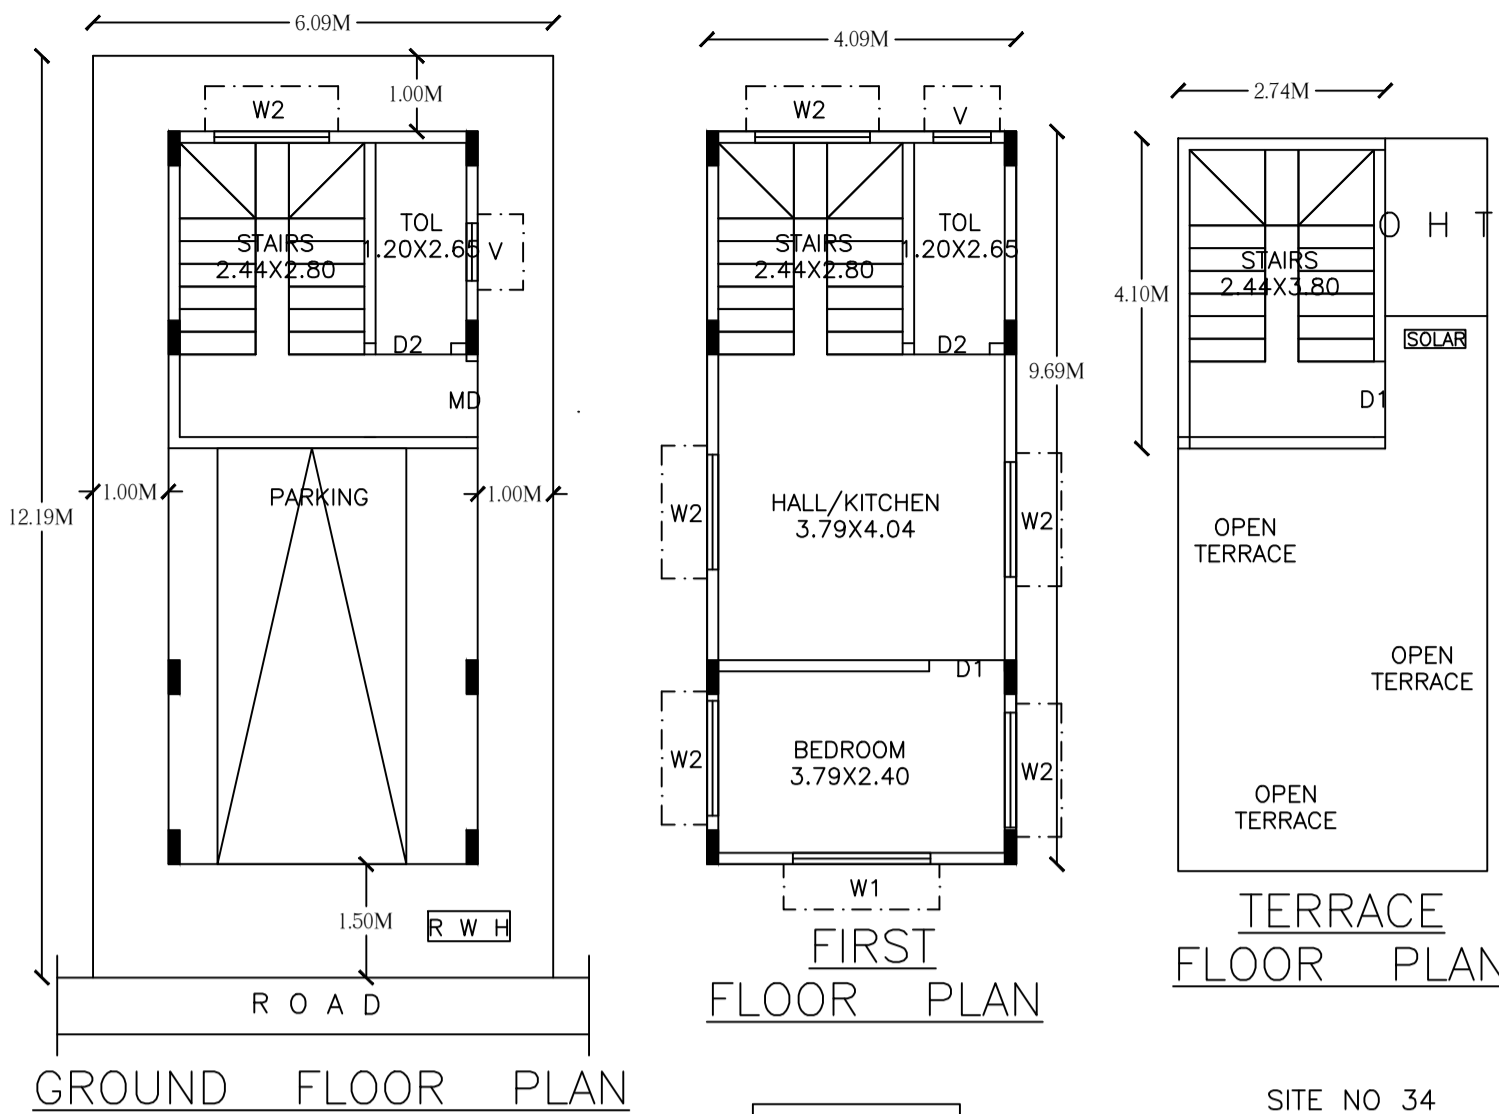 6.09M
1.00M
W2
TOL
1.20X2.65
V
STAIRS
2.44X2.80
D2
MD
1.00M
1.00M
PARKING
12.19M
1.50M
R W H
R O A D
GROUND FLOOR PLAN
4.09M
W2
V
STAIRS
2.44X2.80
TOL
1.20X2.65
D2
9.69M
HALL/KITCHEN
3.79X4.04
W2
W2
D1
BEDROOM
3.79X2.40
W2
W2
W1
FIRST
FLOOR PLAN
2.74M
O H T
STAIRS
2.44X3.80
4.10M
SOLAR
D1
OPEN
TERRACE
OPEN
TERRACE
OPEN
TERRACE
TERRACE
FLOOR PLAN
SITE NO 34